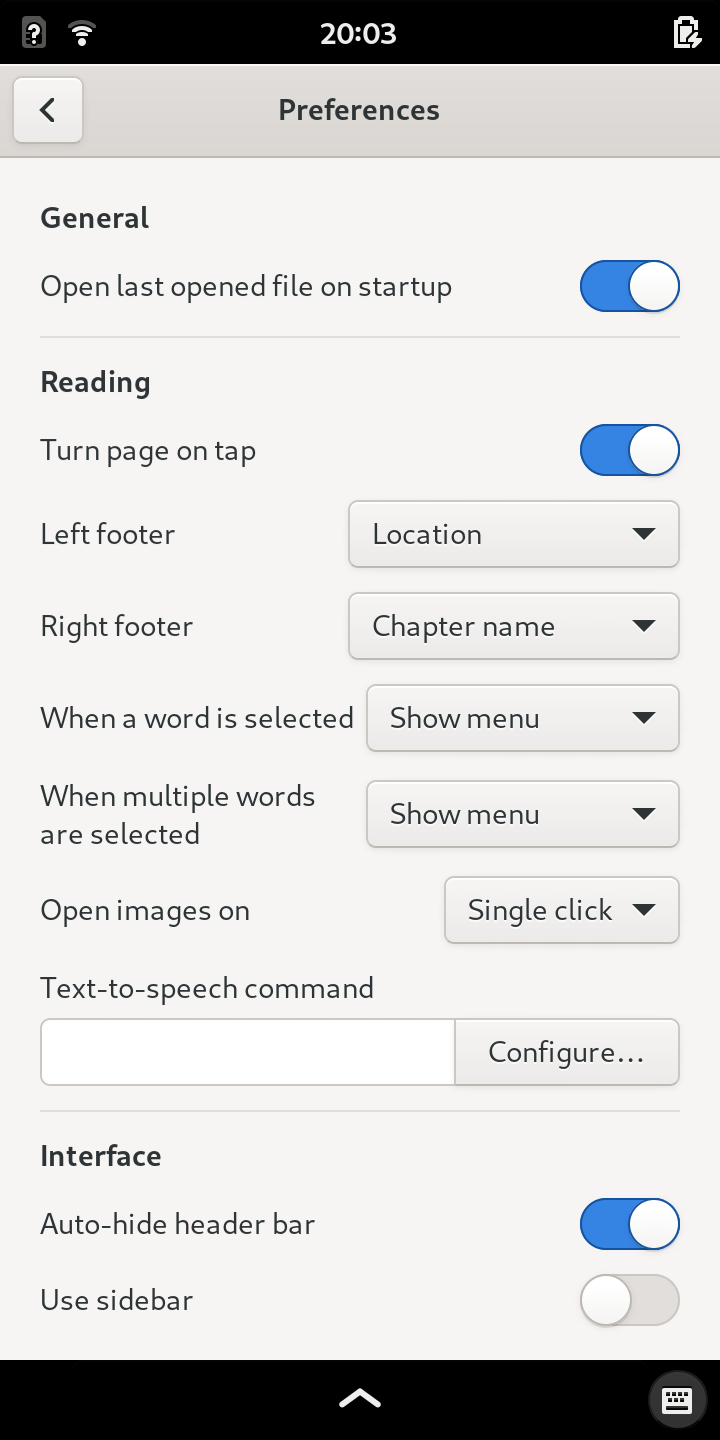 20:03
Preferences
General
Open last opened file on startup
Reading
Turn page on tap
Left footer
Location
Right footer
Chapter name
When a word is selected
Show menu
When multiple words
are selected
Show menu
Open images on
Single click
Text-to-speech command
Configure…
Interface
Auto-hide header bar
Use sidebar